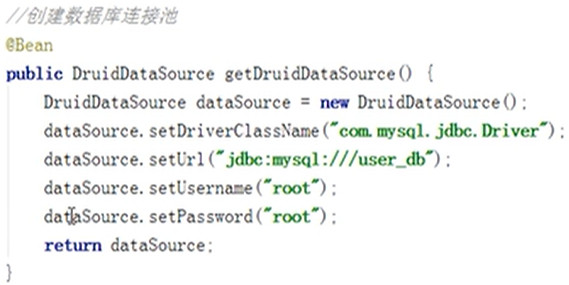 //创建数据库连接池
@Bean
public DruidDataSource getDruidDataSource() {
    DruidDataSource dataSource = new DruidDataSource();
    dataSource.setDriverClassName("com.mysql.jdbc.Driver");
    dataSource.setUrl("jdbc:mysql:///user_db");
    dataSource.setUsername("root");
    dataSource.setPassword("root");
    return dataSource;
}